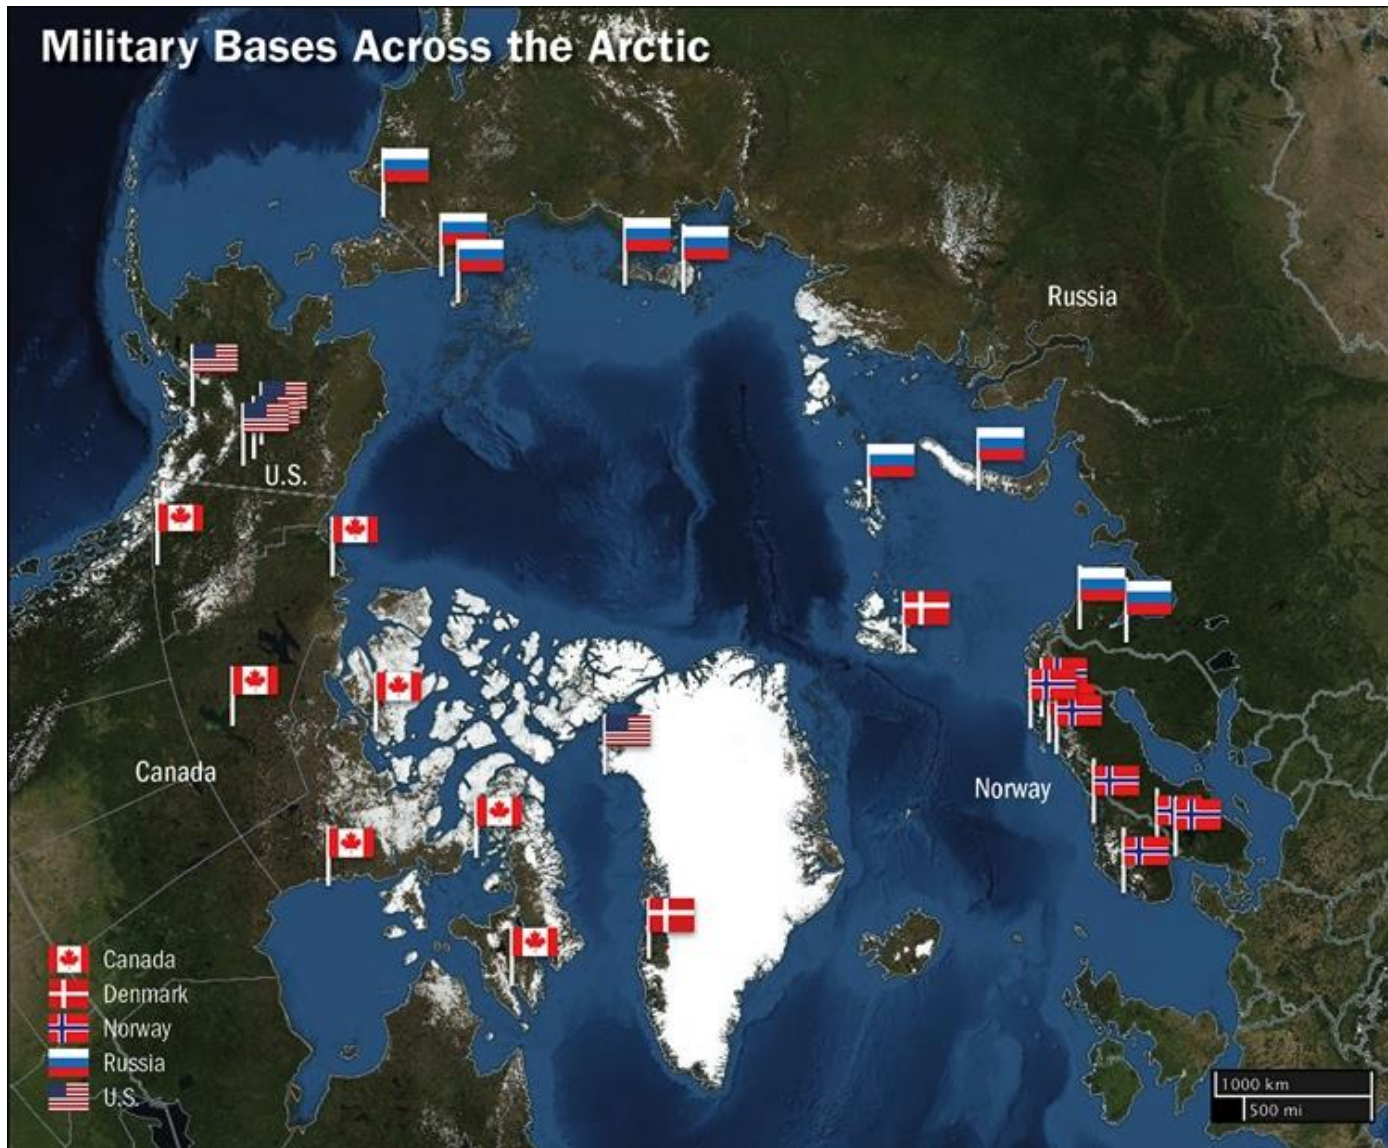 Military Bases Across the Arctic
Russia
U.S.
Canada
Norway
Canada
Denmark
Norway
Russia
U.S.
1000 km
500 mi